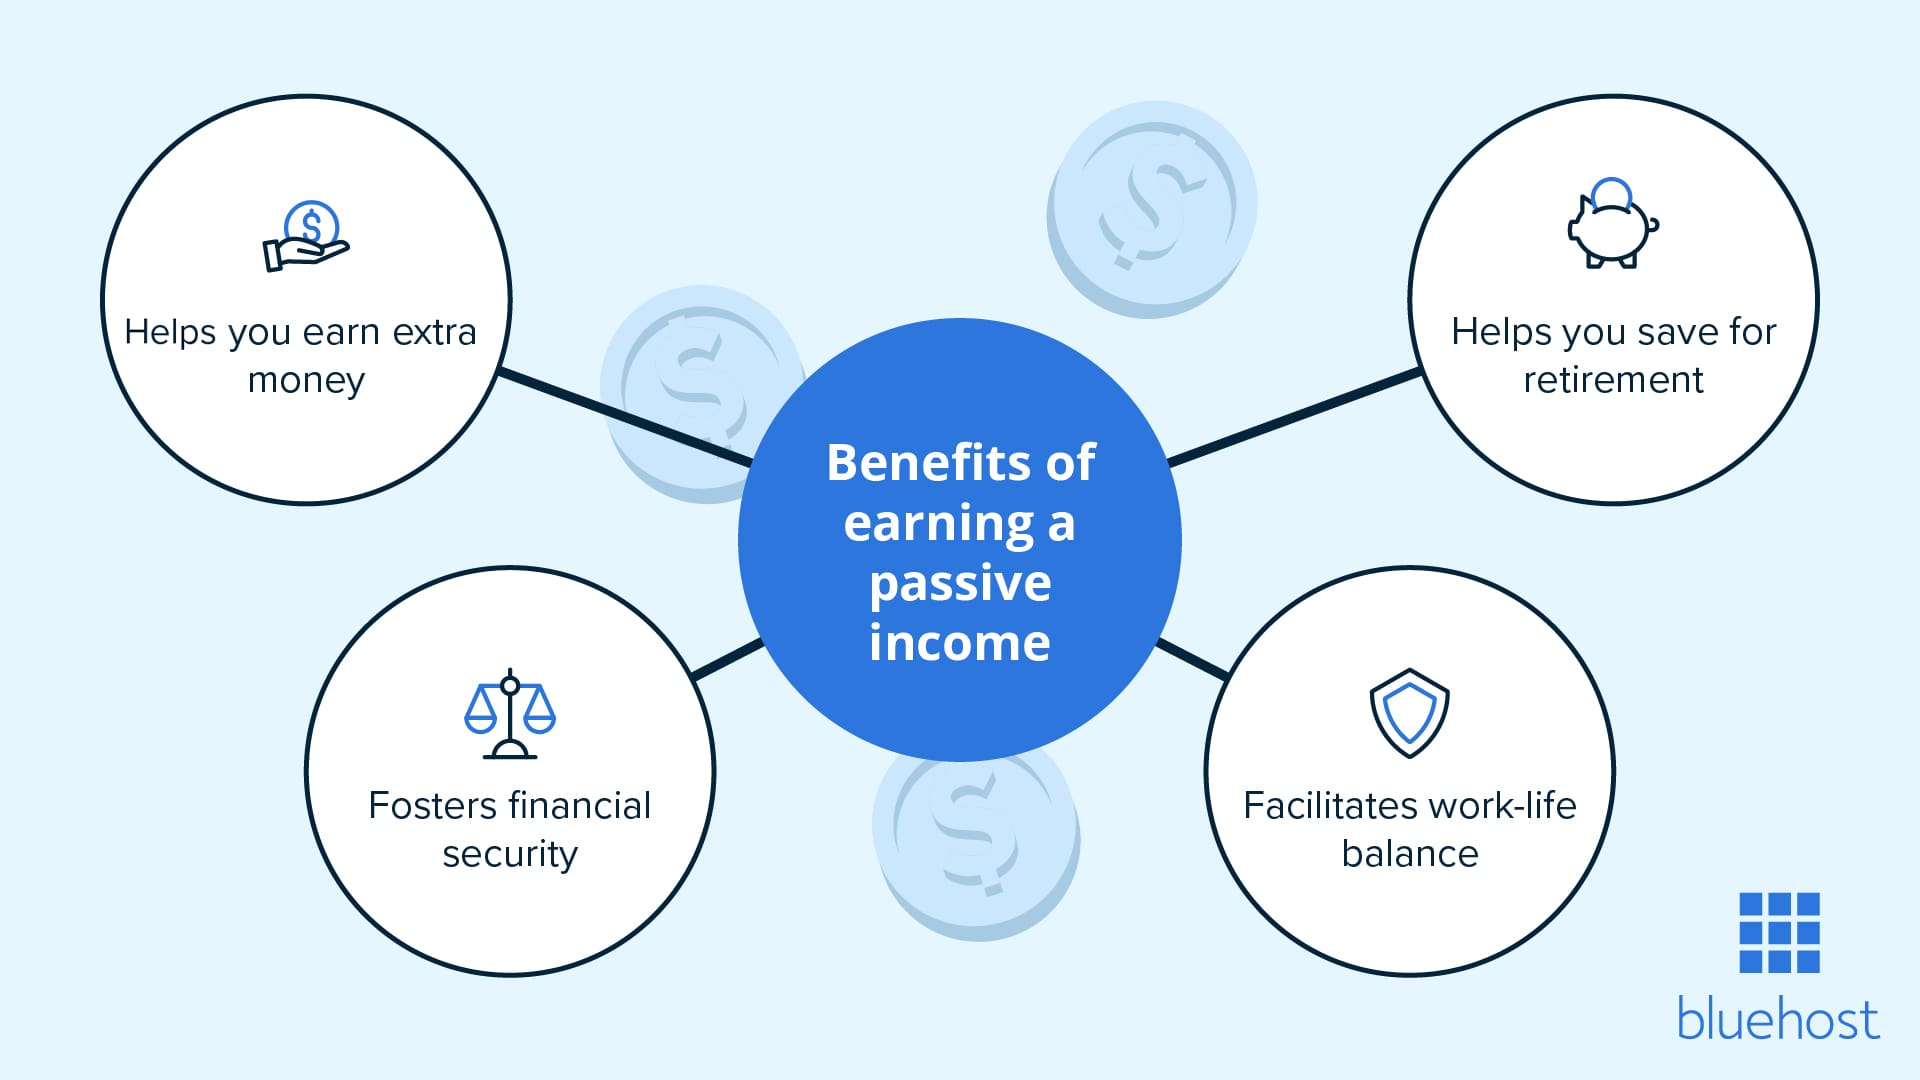 Helps you earn extra
money
Helps you save for
retirement
Benefits of
earning a
passive
income
Fosters financial
security
Facilitates work-life
balance
bluehost